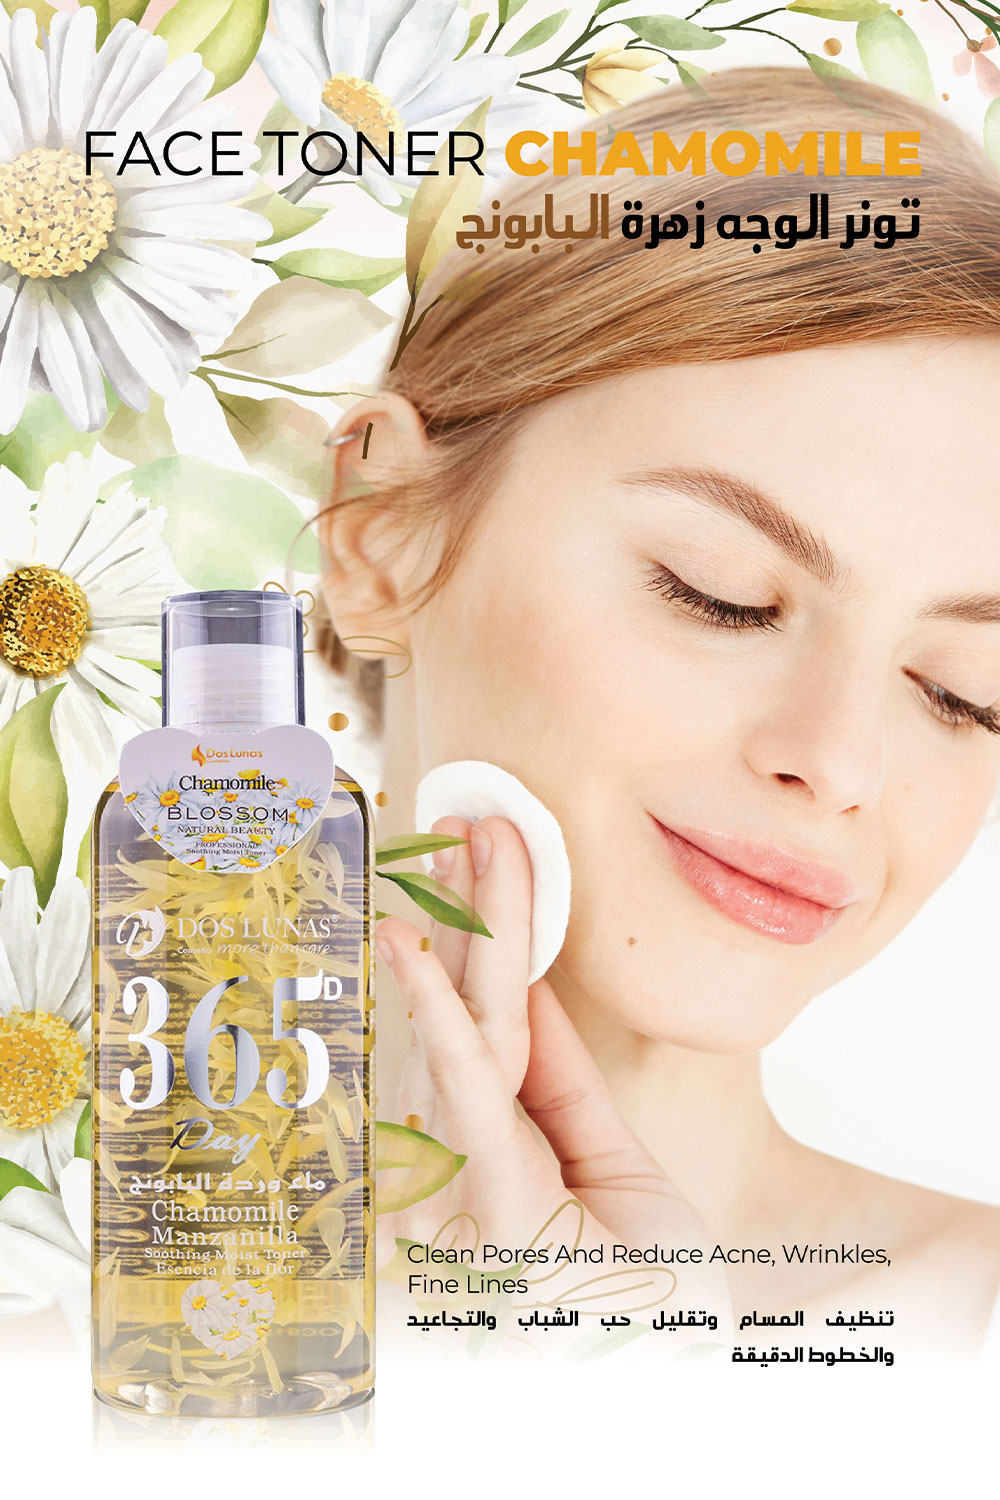 FACE TONER CHAMOMILE
تونر الوجه زهرة البابونج
Dos Lunas
Cosmetics
Chamomile
BLOSSOM
NATURAL BEAUTY
PROFESSIONAL
Soothing Moist Toner
DOS LUNAS
Cosmetics more than care
365 D
Day
ماء وردة البابونج
Chamomile
Manzanilla
Soothing Moist Toner
Esencia de la flor
Clean Pores And Reduce Acne, Wrinkles,
Fine Lines
تنظيف المسام وتقليل حب الشباب والتجاعيد
والخطوط الدقيقة